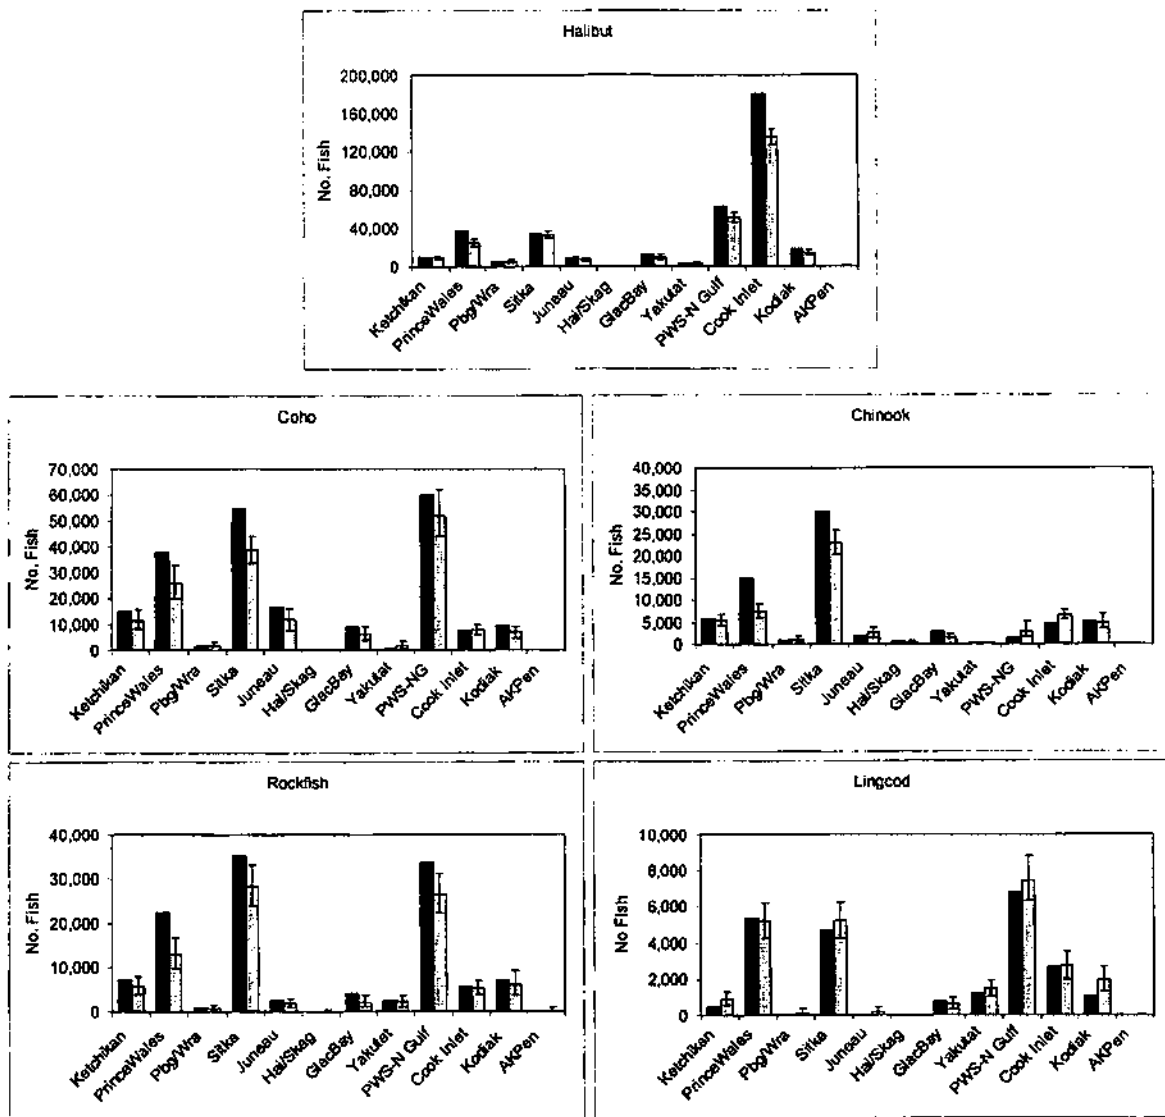 Halibut
No. Fish
200,000
160,000
120,000
80,000
40,000
0
Ketchikan
PrinceWales
Pbg/Wra
Sitka
Juneau
Hai/Skag
GlacBay
Yakutat
PWS-N Gulf
Cook Inlet
Kodiak
AKPen
Coho
No. Fish
70,000
60,000
50,000
40,000
30,000
20,000
10,000
0
Ketchikan
PrinceWales
Pbg/Wra
Sitka
Juneau
Hai/Skag
GlacBay
Yakutat
PWS-NG
Cook Inlet
Kodiak
AKPen
Chinook
No. Fish
40,000
35,000
30,000
25,000
20,000
15,000
10,000
5,000
0
Ketchikan
PrinceWales
Pbg/Wra
Sitka
Juneau
Hai/Skag
GlacBay
Yakutat
PWS-NG
Cook Inlet
Kodiak
AKPen
Rockfish
No. Fish
40,000
30,000
20,000
10,000
0
Ketchikan
PrinceWales
Pbg/Wra
Sitka
Juneau
Hai/Skag
GlacBay
Yakutat
PWS-N Gulf
Cook Inlet
Kodiak
AKPen
Lingcod
No Fish
10,000
8,000
6,000
4,000
2,000
0
Ketchikan
PrinceWales
Pbg/Wra
Sitka
Juneau
Hai/Skag
GlacBay
Yakutat
PWS-N Gulf
Cook Inlet
Kodiak
AKPen